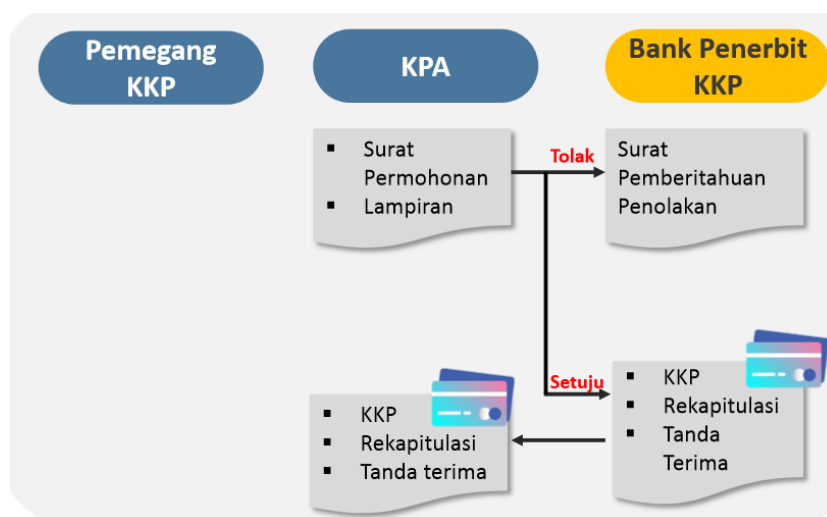 Pemegang
KKP
KPA
Bank Penerbit
KKP
▪ Surat
Permohonan
▪ Lampiran
Tolak
Surat
Pemberitahuan
Penolakan
Setuju
▪ KKP
▪ Rekapitulasi
▪ Tanda
Terima
▪ KKP
▪ Rekapitulasi
▪ Tanda terima